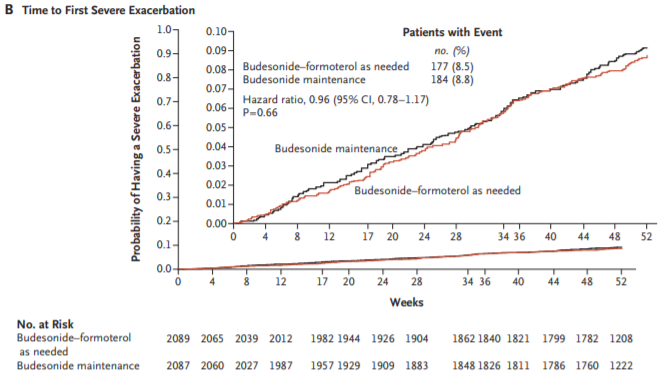 B Time to First Severe Exacerbation
Probability of Having a Severe Exacerbation
1.0
0.9
0.8
0.7
0.6
0.5
0.4
0.3
0.2
0.1
0.0
0.10
0.09
0.08
0.07
0.06
0.05
0.04
0.03
0.02
0.01
0.00
Patients with Event
no. (%)
Budesonide–formoterol as needed 177 (8.5)
Budesonide maintenance 184 (8.8)
Hazard ratio, 0.96 (95% CI, 0.78–1.17)
P=0.66
Budesonide maintenance
Budesonide–formoterol as needed
0 4 8 12 17 20 24 28 34 36 40 44 48 52
0 4 8 12 17 20 24 28 34 36 40 44 48 52
Weeks
No. at Risk
Budesonide–formoterol 2089 2065 2039 2012 1982 1944 1926 1904 1862 1840 1821 1799 1782 1208
as needed
Budesonide maintenance 2087 2060 2027 1987 1957 1929 1909 1883 1848 1826 1811 1786 1760 1222